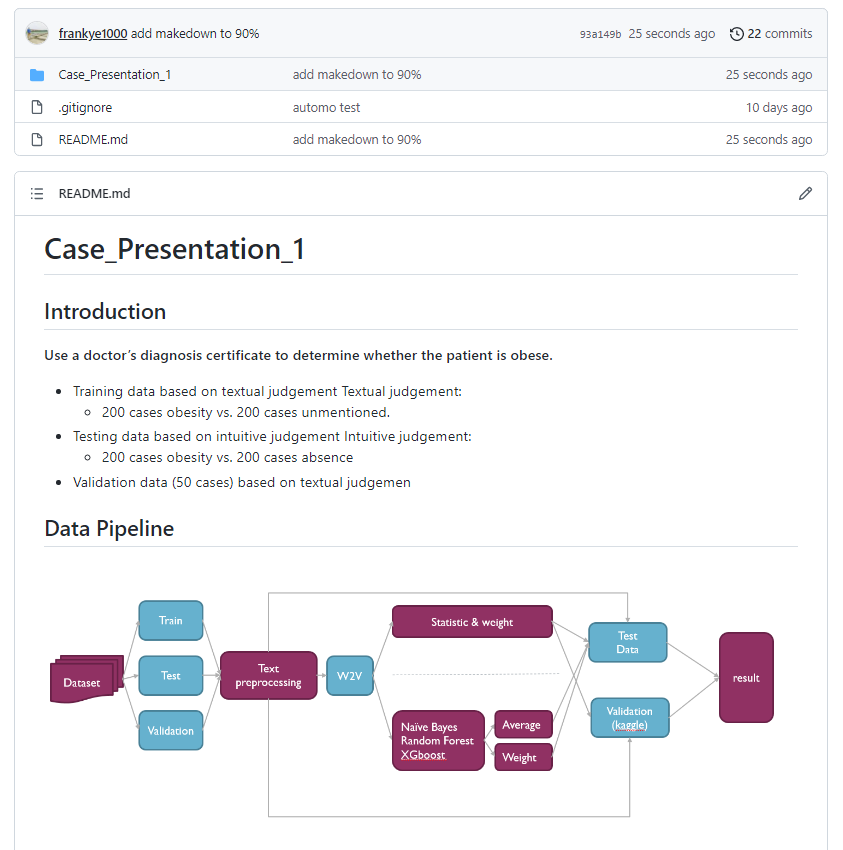 frankye1000 add makedown to 90% 93a149b 25 seconds ago 22 commits
Case_Presentation_1 add makedown to 90% 25 seconds ago
.gitignore automo test 10 days ago
README.md add makedown to 90% 25 seconds ago
README.md
Case_Presentation_1
Introduction
Use a doctor's diagnosis certificate to determine whether the patient is obese.
Training data based on textual judgement Textual judgement:
200 cases obesity vs. 200 cases unmentioned.
Testing data based on intuitive judgement Intuitive judgement:
200 cases obesity vs. 200 cases absence
Validation data (50 cases) based on textual judgemen
Data Pipeline
Dataset
Train
Test
Validation
Text
preprocessing
W2V
Statistic & weight
Naïve Bayes
Random Forest
XGboost
Average
Weight
Test
Data
Validation
(kaggle)
result